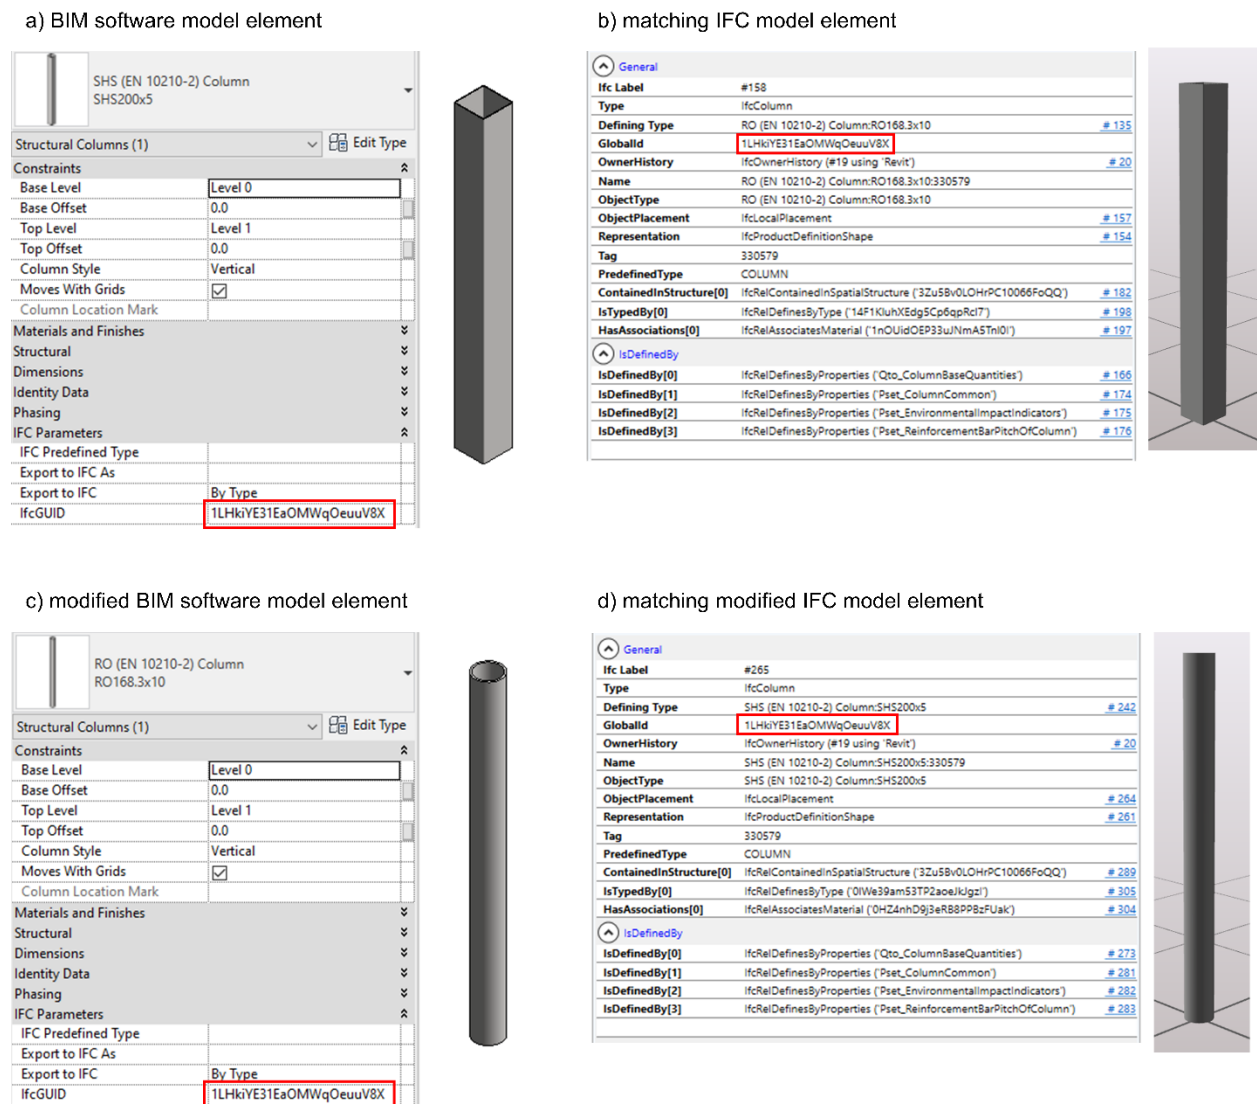 a) BIM software model element
SHS (EN 10210-2) Column
SHS200x5
Structural Columns (1) Edit Type
Constraints
Base Level Level 0
Base Offset 0.0
Top Level Level 1
Top Offset 0.0
Column Style Vertical
Moves With Grids
Column Location Mark
Materials and Finishes
Structural
Dimensions
Identity Data
Phasing
IFC Parameters
IFC Predefined Type
Export to IFC As
Export to IFC By Type
IfcGUID 1LHkiYE31EaOMWqOeuuV8X
b) matching IFC model element
General
Ifc Label #158
Type IfcColumn
Defining Type RO (EN 10210-2) Column:RO168.3x10 # 135
GlobalId 1LHkiYE31EaOMWqOeuuV8X
OwnerHistory IfcOwnerHistory (#19 using 'Revit') # 20
Name RO (EN 10210-2) Column:RO168.3x10:330579
ObjectType RO (EN 10210-2) Column:RO168.3x10
ObjectPlacement IfcLocalPlacement # 157
Representation IfcProductDefinitionShape # 154
Tag 330579
PredefinedType COLUMN
ContainedInStructure[0] IfcRelContainedInSpatialStructure ('3Zu5Bv0LOHrPC10066FoQQ') # 182
IsTypedBy[0] IfcRelDefinesByType ('14F1KluhXEdg5Cp6qpRcI7') # 198
HasAssociations[0] IfcRelAssociatesMaterial ('1nOUidOEP33uJNmA5TnI0I') # 197
IsDefinedBy
IsDefinedBy[0] IfcRelDefinesByProperties ('Qto_ColumnBaseQuantities') # 166
IsDefinedBy[1] IfcRelDefinesByProperties ('Pset_ColumnCommon') # 174
IsDefinedBy[2] IfcRelDefinesByProperties ('Pset_EnvironmentalImpactIndicators') # 175
IsDefinedBy[3] IfcRelDefinesByProperties ('Pset_ReinforcementBarPitchOfColumn') # 176
c) modified BIM software model element
RO (EN 10210-2) Column
RO168.3x10
Structural Columns (1) Edit Type
Constraints
Base Level Level 0
Base Offset 0.0
Top Level Level 1
Top Offset 0.0
Column Style Vertical
Moves With Grids
Column Location Mark
Materials and Finishes
Structural
Dimensions
Identity Data
Phasing
IFC Parameters
IFC Predefined Type
Export to IFC As
Export to IFC By Type
IfcGUID 1LHkiYE31EaOMWqOeuuV8X
d) matching modified IFC model element
General
Ifc Label #265
Type IfcColumn
Defining Type SHS (EN 10210-2) Column:SHS200x5 # 242
GlobalId 1LHkiYE31EaOMWqOeuuV8X
OwnerHistory IfcOwnerHistory (#19 using 'Revit') # 20
Name SHS (EN 10210-2) Column:SHS200x5:330579
ObjectType SHS (EN 10210-2) Column:SHS200x5
ObjectPlacement IfcLocalPlacement # 264
Representation IfcProductDefinitionShape # 261
Tag 330579
PredefinedType COLUMN
ContainedInStructure[0] IfcRelContainedInSpatialStructure ('3Zu5Bv0LOHrPC10066FoQQ') # 289
IsTypedBy[0] IfcRelDefinesByType ('0IWe39am53TP2aoeJkJgzI') # 305
HasAssociations[0] IfcRelAssociatesMaterial ('0HZ4nhD9j3eRB8PPBzFUak') # 304
IsDefinedBy
IsDefinedBy[0] IfcRelDefinesByProperties ('Qto_ColumnBaseQuantities') # 273
IsDefinedBy[1] IfcRelDefinesByProperties ('Pset_ColumnCommon') # 281
IsDefinedBy[2] IfcRelDefinesByProperties ('Pset_EnvironmentalImpactIndicators') # 282
IsDefinedBy[3] IfcRelDefinesByProperties ('Pset_ReinforcementBarPitchOfColumn') # 283